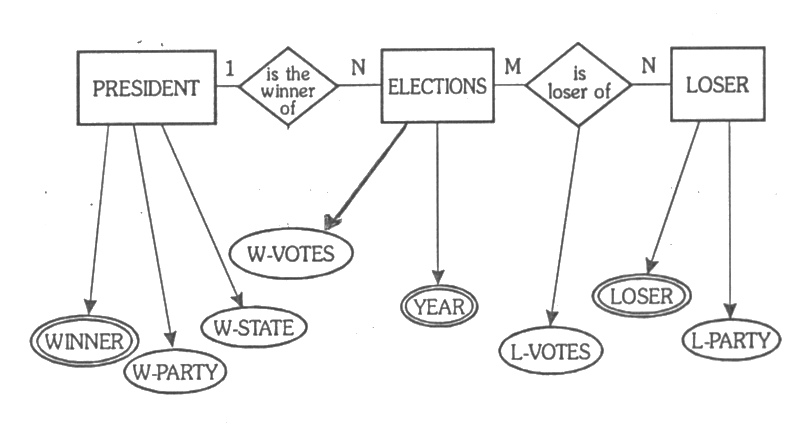 PRESIDENT
1
is the
winner
of
N
ELECTIONS
M
is
loser of
N
LOSER
W-VOTES
WINNER
W-PARTY
W-STATE
YEAR
L-VOTES
LOSER
L-PARTY